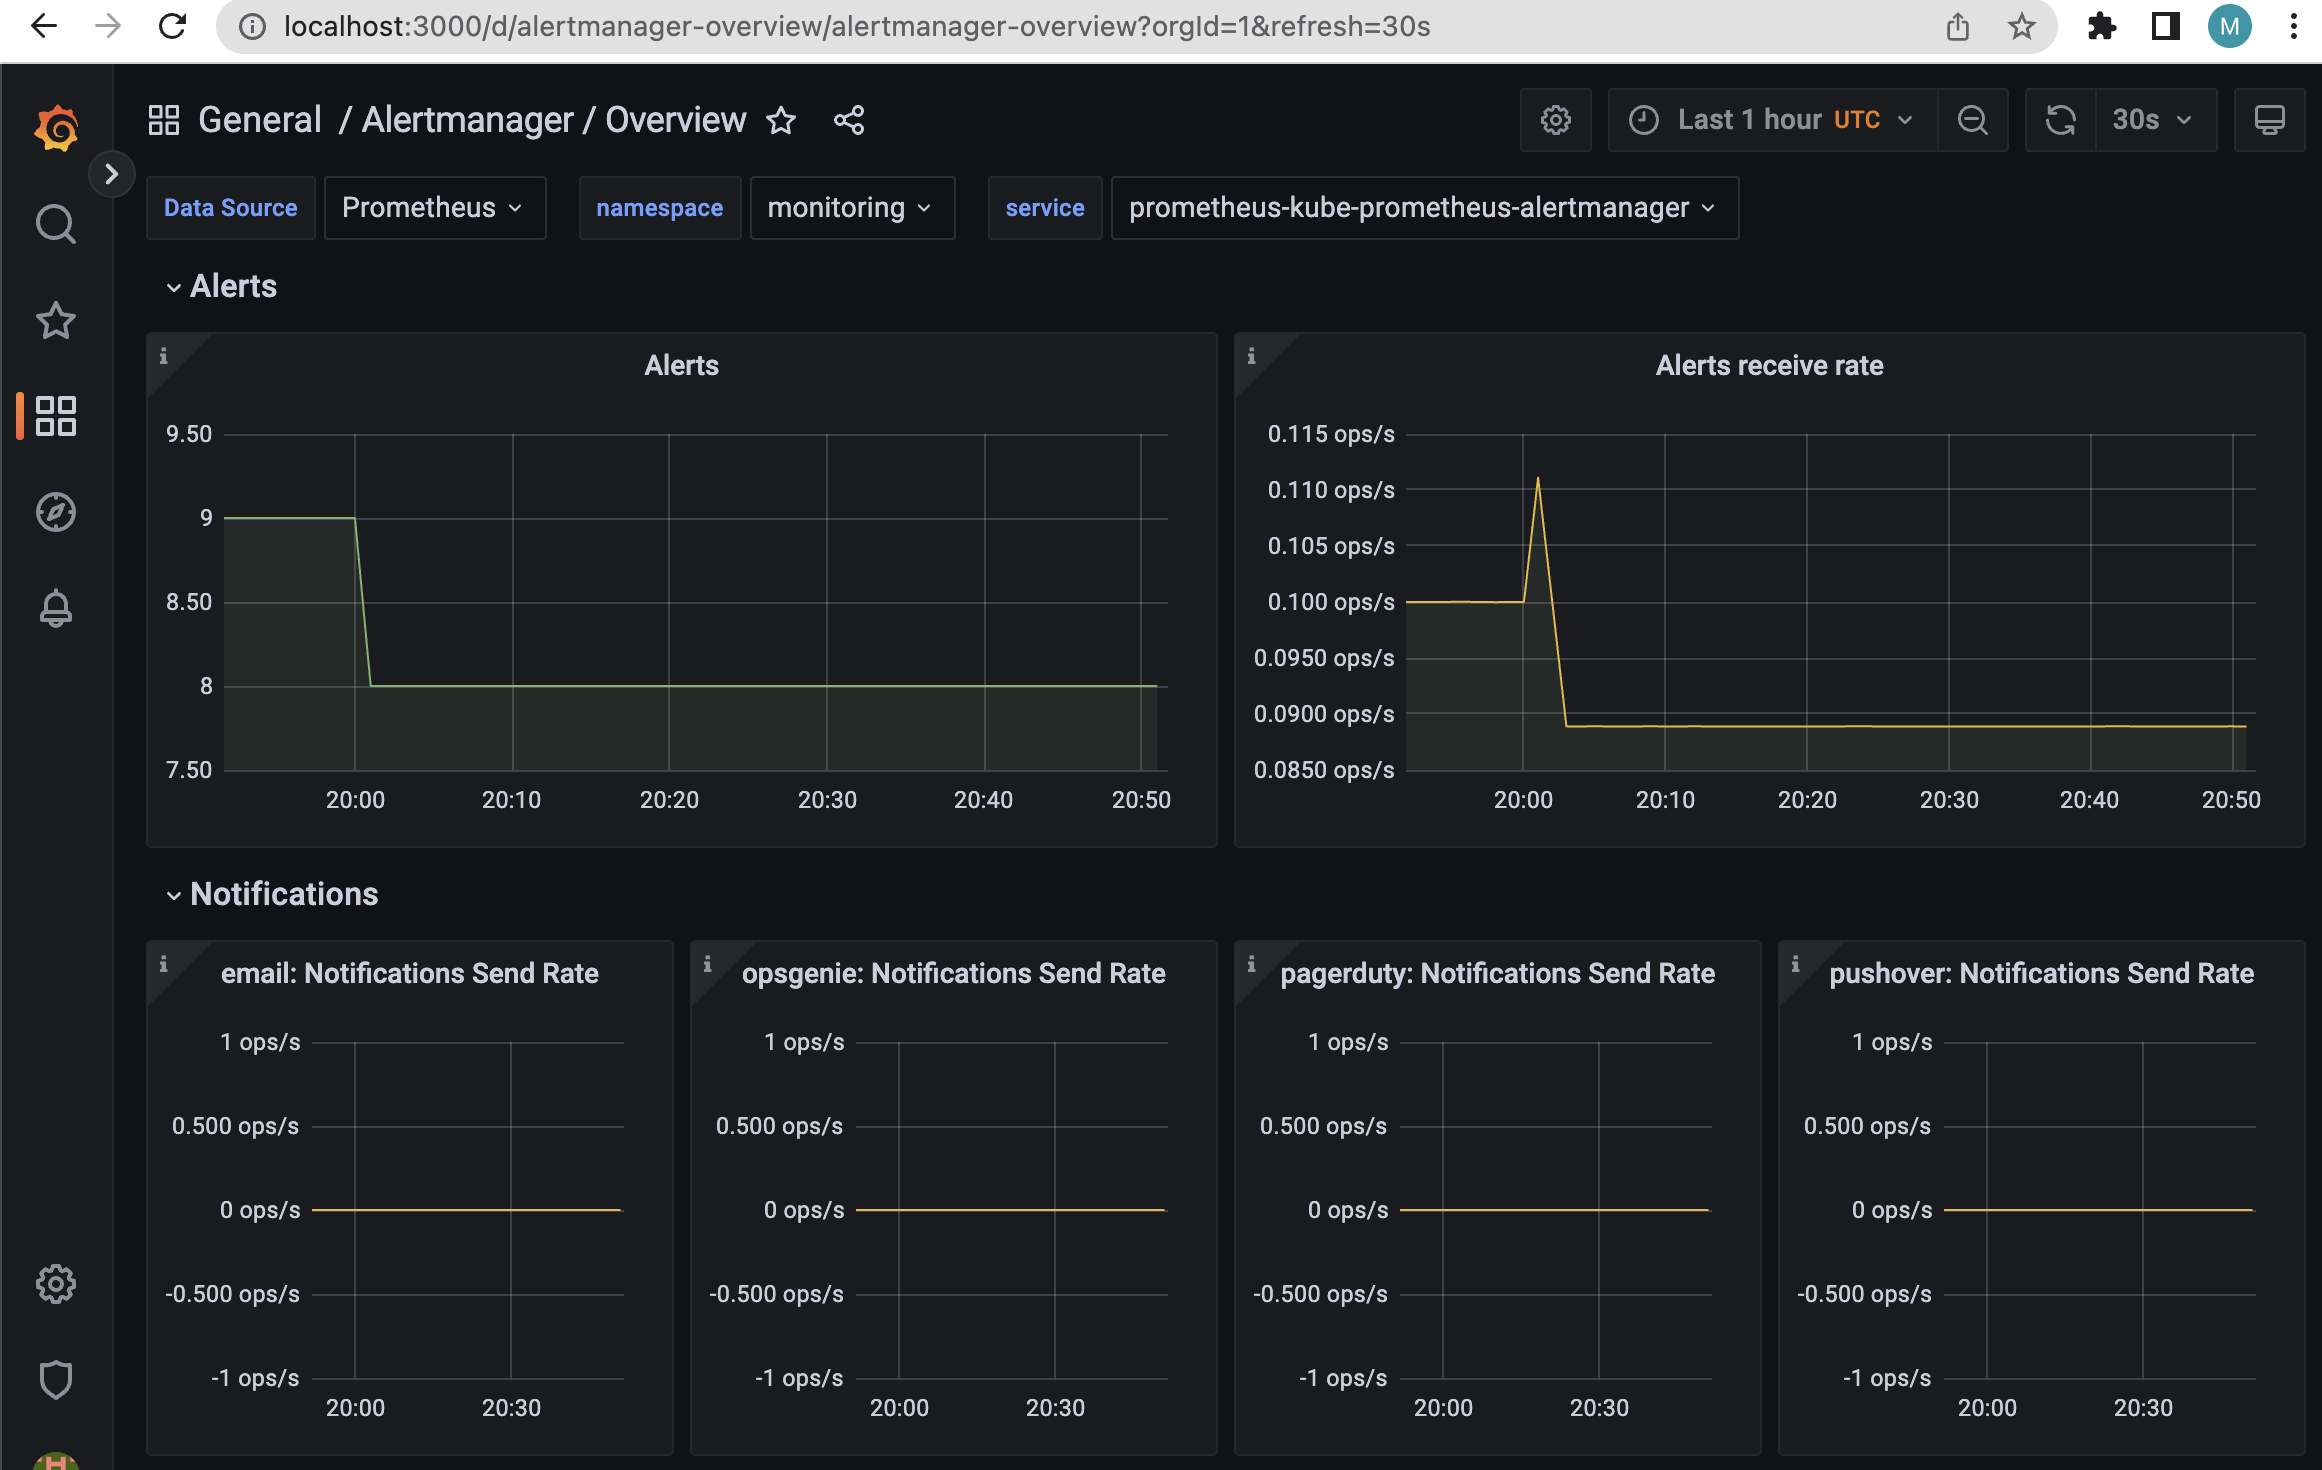 localhost:3000/d/alertmanager-overview/alertmanager-overview?orgId=1&refresh=30s
M
General / Alertmanager / Overview
Last 1 hour UTC
30s
Data Source
Prometheus
namespace
monitoring
service
prometheus-kube-prometheus-alertmanager
Alerts
Alerts
9.50
9
8.50
8
7.50
20:00
20:10
20:20
20:30
20:40
20:50
Alerts receive rate
0.115 ops/s
0.110 ops/s
0.105 ops/s
0.100 ops/s
0.0950 ops/s
0.0900 ops/s
0.0850 ops/s
20:00
20:10
20:20
20:30
20:40
20:50
Notifications
email: Notifications Send Rate
1 ops/s
0.500 ops/s
0 ops/s
-0.500 ops/s
-1 ops/s
20:00
20:30
opsgenie: Notifications Send Rate
1 ops/s
0.500 ops/s
0 ops/s
-0.500 ops/s
-1 ops/s
20:00
20:30
pagerduty: Notifications Send Rate
1 ops/s
0.500 ops/s
0 ops/s
-0.500 ops/s
-1 ops/s
20:00
20:30
pushover: Notifications Send Rate
1 ops/s
0.500 ops/s
0 ops/s
-0.500 ops/s
-1 ops/s
20:00
20:30